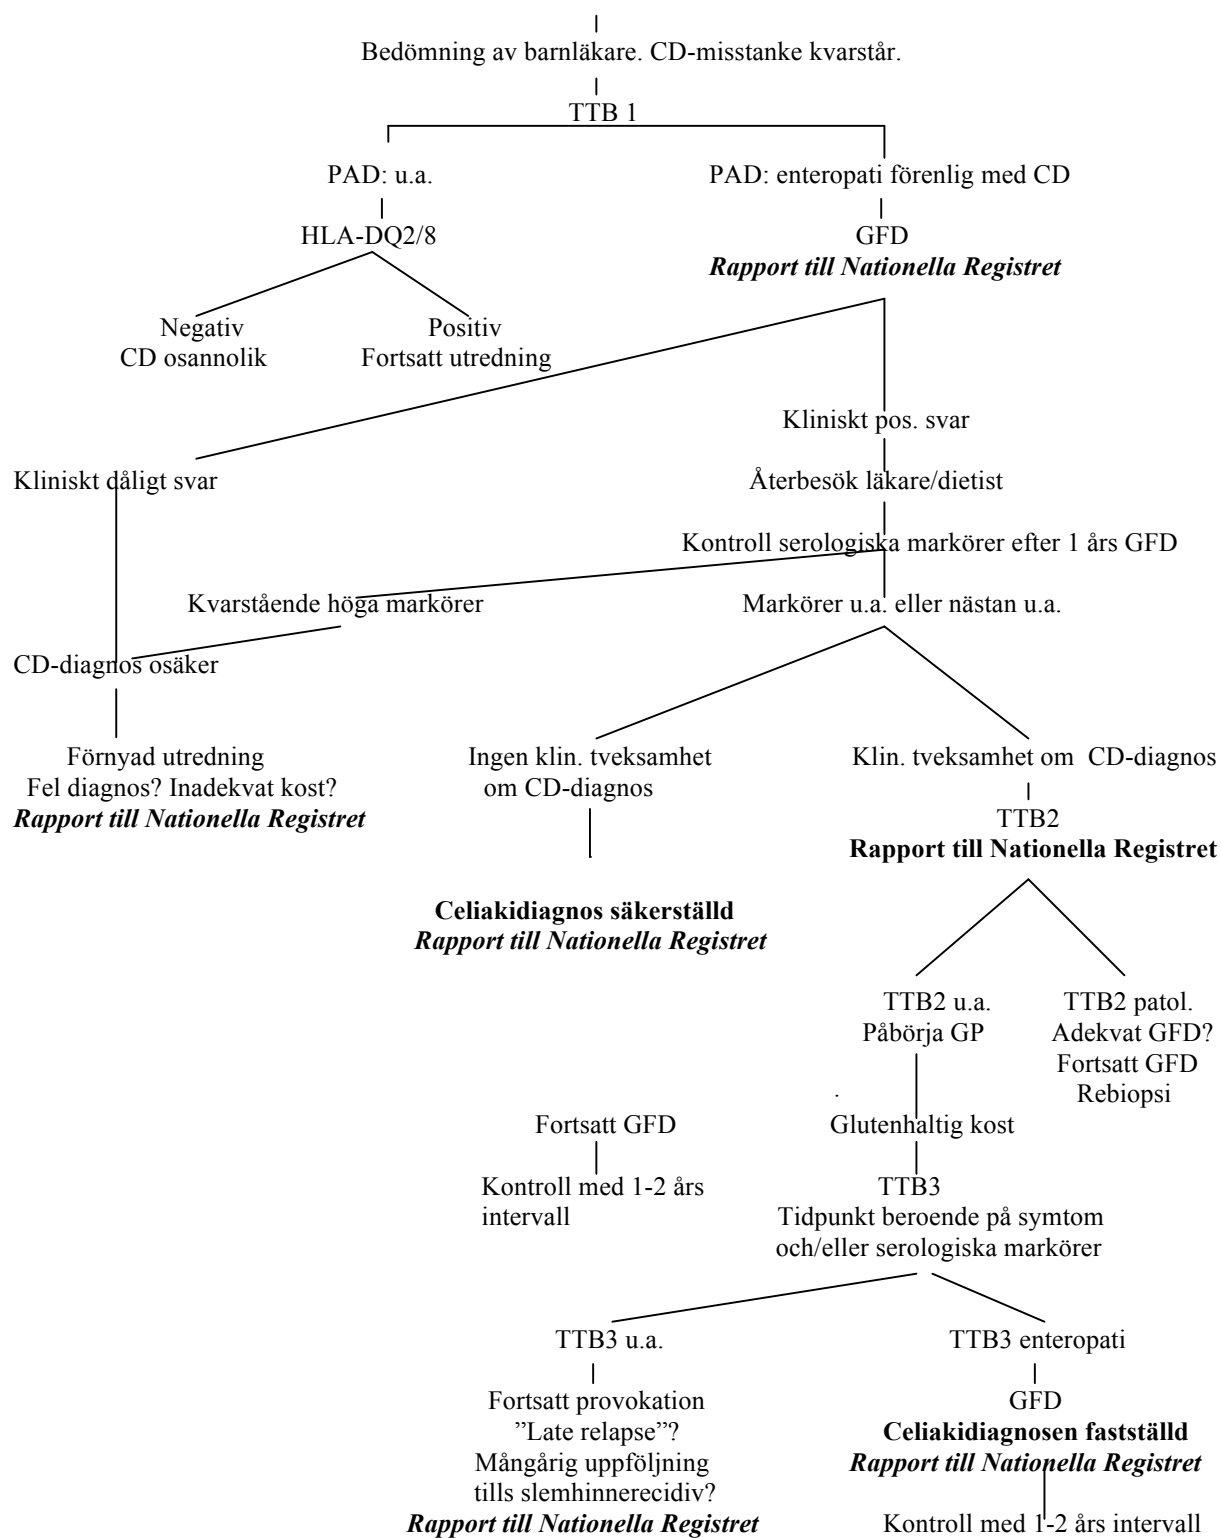 Bedömning av barnläkare. CD-misstanke kvarstår.
TTB 1
PAD: u.a.
PAD: enteropati förenlig med CD
HLA-DQ2/8
GFD
Rapport till Nationella Registret
Negativ
CD osannolik
Positiv
Fortsatt utredning
Kliniskt pos. svar
Kliniskt dåligt svar
Återbesök läkare/dietist
Kontroll serologiska markörer efter 1 års GFD
Kvarstående höga markörer
Markörer u.a. eller nästan u.a.
CD-diagnos osäker
Förnyad utredning
Fel diagnos? Inadekvat kost?
Rapport till Nationella Registret
Ingen klin. tveksamhet
om CD-diagnos
Klin. tveksamhet om CD-diagnos
TTB2
Rapport till Nationella Registret
Celiakidiagnos säkerställd
Rapport till Nationella Registret
TTB2 u.a.
Påbörja GP
TTB2 patol.
Adekvat GFD?
Fortsatt GFD
Rebiopsi
Fortsatt GFD
Glutenhaltig kost
Kontroll med 1-2 års
intervall
TTB3
Tidpunkt beroende på symtom
och/eller serologiska markörer
TTB3 u.a.
TTB3 enteropati
Fortsatt provokation
”Late relapse”?
Mångårig uppföljning
tills slemhinnerecidiv?
Rapport till Nationella Registret
GFD
Celiakidiagnosen fastställd
Rapport till Nationella Registret
Kontroll med 1-2 års intervall